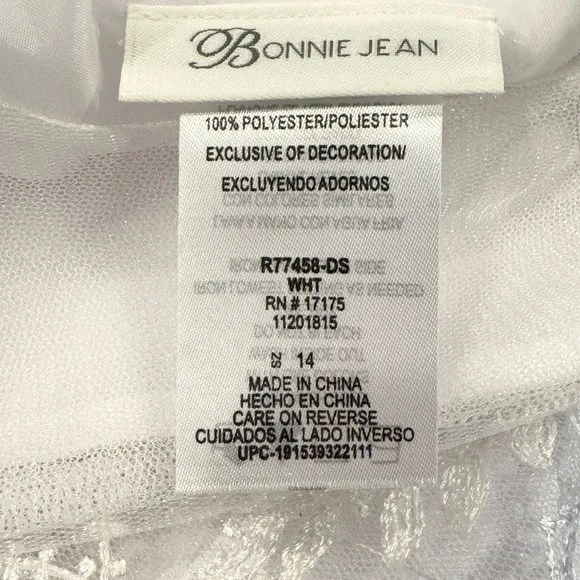 BONNIE JEAN
100% POLYESTER/POLIESTER
EXCLUSIVE OF DECORATION/
EXCLUYENDO ADORNOS
R77458-DS
WHT
RN # 17175
11201815
SZ 14
MADE IN CHINA
HECHO EN CHINA
CARE ON REVERSE
CUIDADOS AL LADO INVERSO
UPC-191539322111